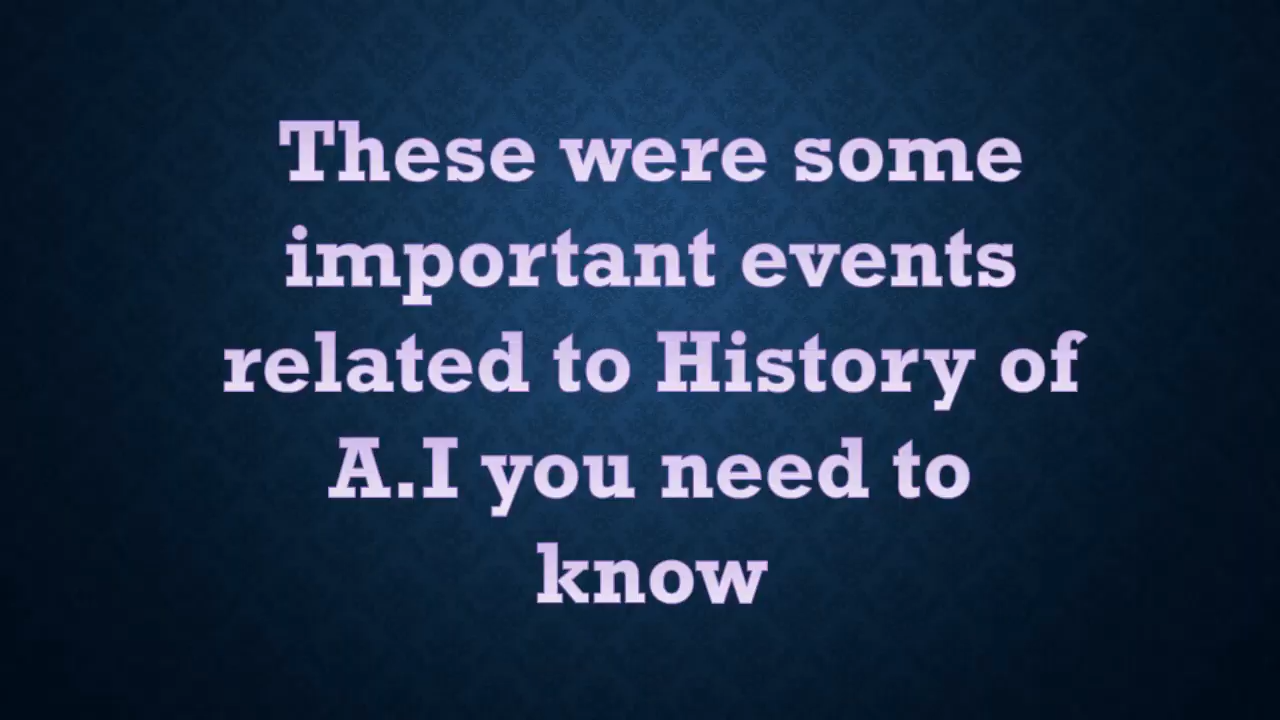 These were some
important events
related to History of
A.I you need to
know